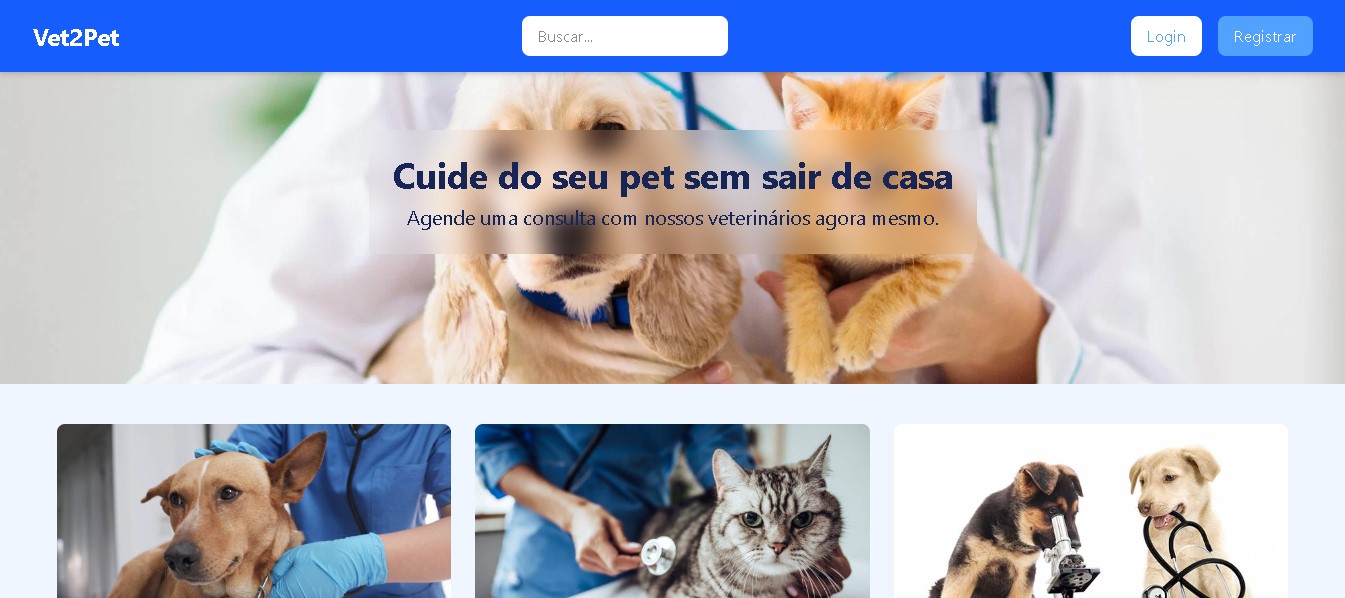 Vet2Pet
Buscar...
Login
Registrar
Cuide do seu pet sem sair de casa
Agende uma consulta com nossos veterinários agora mesmo.